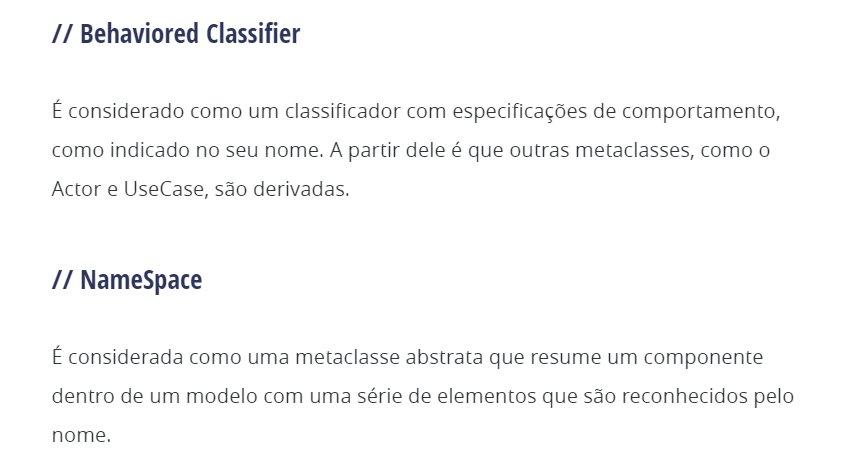 // Behaviored Classifier
É considerado como um classificador com especificações de comportamento,
como indicado no seu nome. A partir dele é que outras metaclasses, como o
Actor e UseCase, são derivadas.
// NameSpace
É considerada como uma metaclasse abstrata que resume um componente
dentro de um modelo com uma série de elementos que são reconhecidos pelo
nome.